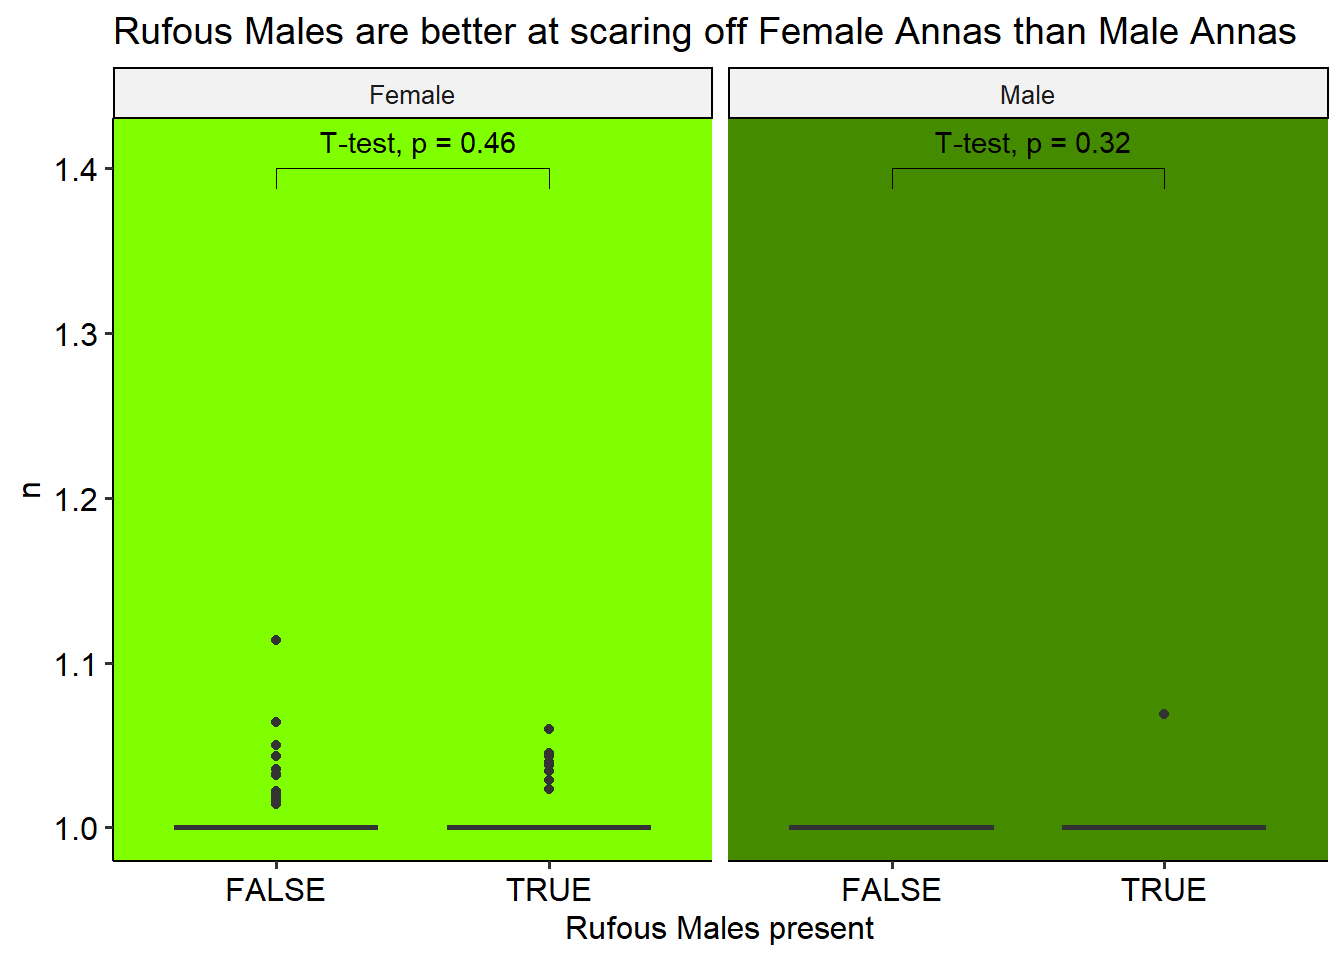 Rufous Males are better at scaring off Female Annas than Male Annas
Female
Male
T-test, p = 0.46
T-test, p = 0.32
1.4
1.3
1.2
1.1
1.0
n
FALSE
TRUE
FALSE
TRUE
Rufous Males present